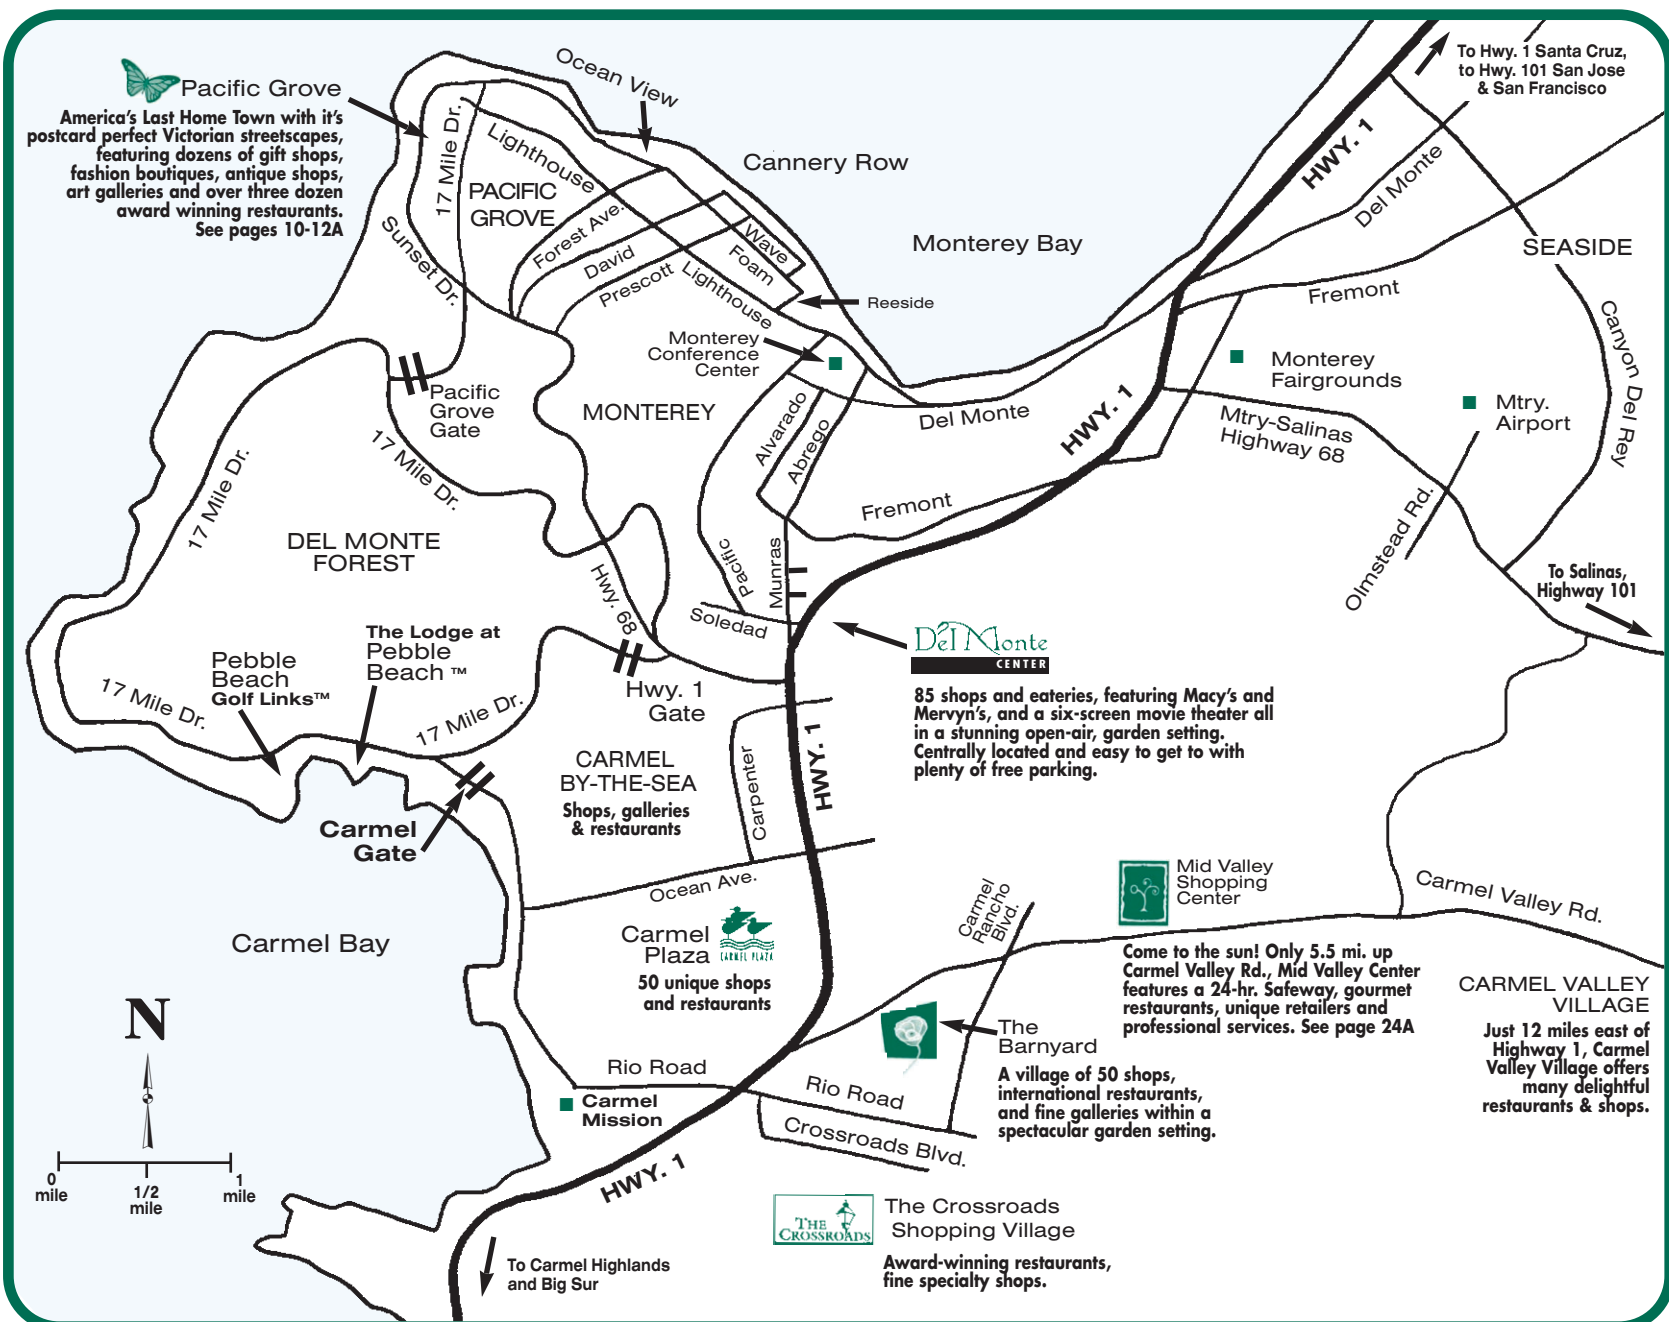 Pacific Grove
America's Last Home Town with it's
postcard perfect Victorian streetscapes,
featuring dozens of gift shops,
fashion boutiques, antique shops,
art galleries and over three dozen
award winning restaurants.
See pages 10-12A
Ocean View
Cannery Row
Monterey Bay
To Hwy. 1 Santa Cruz,
to Hwy. 101 San Jose
& San Francisco
HWY. 1
Del Monte
SEASIDE
Fremont
Canyon Del Rey
17 Mile Dr.
Lighthouse
PACIFIC
GROVE
Sunset Dr.
Forest Ave.
David
Prescott
Lighthouse
Wave
Foam
Reeside
Monterey
Conference
Center
Monterey
Fairgrounds
Mtry.
Airport
Pacific
Grove
Gate
MONTEREY
Alvarado
Abrego
Del Monte
HWY. 1
Mtry-Salinas
Highway 68
17 Mile Dr.
17 Mile Dr.
Fremont
Olmstead Rd.
DEL MONTE
FOREST
Hwy. 68
Pacific
Munras
Soledad
To Salinas,
Highway 101
Del Monte
CENTER
85 shops and eateries, featuring Macy's and
Mervyn's, and a six-screen movie theater all
in a stunning open-air, garden setting.
Centrally located and easy to get to with
plenty of free parking.
The Lodge at
Pebble
Beach ™
Pebble
Beach
Golf Links™
17 Mile Dr.
17 Mile Dr.
Hwy. 1
Gate
CARMEL
BY-THE-SEA
Shops, galleries
& restaurants
Carpenter
HWY. 1
Carmel
Gate
Ocean Ave.
Carmel
Plaza
CARMEL PLAZA
50 unique shops
and restaurants
Carmel Bay
Carmel
Rancho
Blvd.
Mid Valley
Shopping
Center
Come to the sun! Only 5.5 mi. up
Carmel Valley Rd., Mid Valley Center
features a 24-hr. Safeway, gourmet
restaurants, unique retailers and
professional services. See page 24A
Carmel Valley Rd.
CARMEL VALLEY
VILLAGE
Just 12 miles east of
Highway 1, Carmel
Valley Village offers
many delightful
restaurants & shops.
The
Barnyard
A village of 50 shops,
international restaurants,
and fine galleries within a
spectacular garden setting.
N
Rio Road
Rio Road
Carmel
Mission
Crossroads Blvd.
HWY. 1
0
mile
1/2
mile
1
mile
THE
CROSSROADS
The Crossroads
Shopping Village
Award-winning restaurants,
fine specialty shops.
To Carmel Highlands
and Big Sur